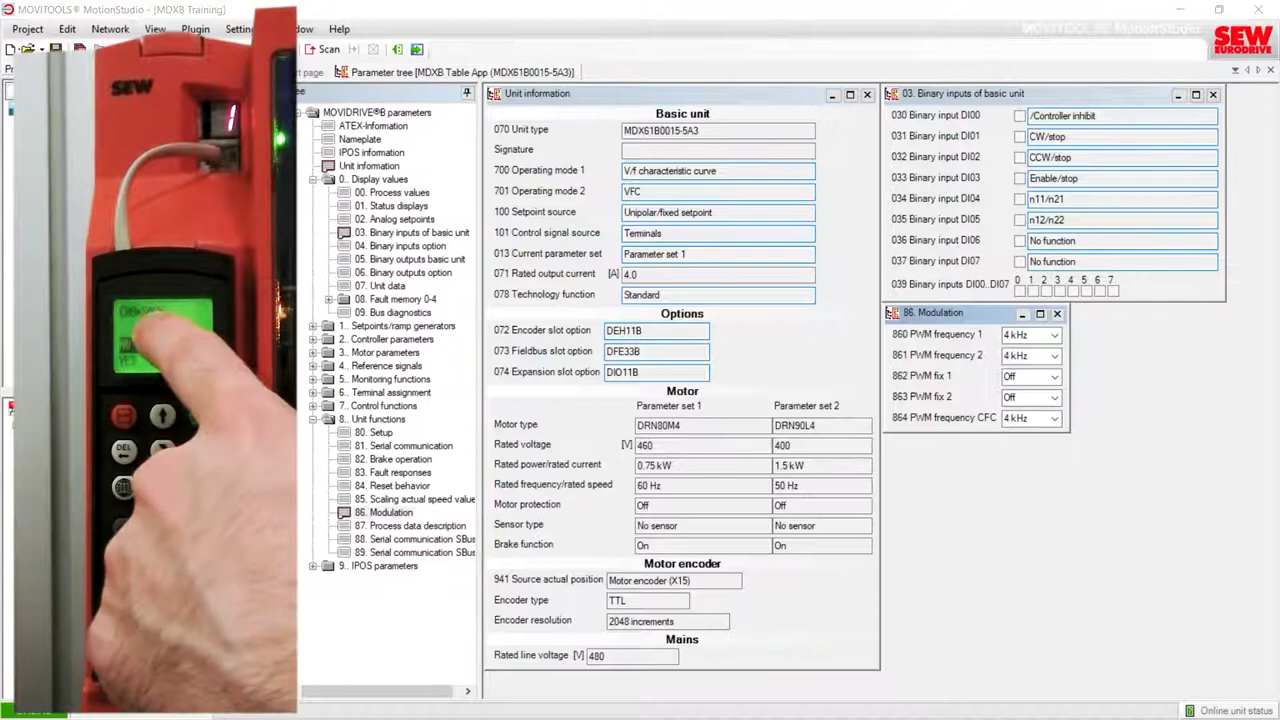 MOVITOOLS® MotionStudio - [MDXB Training]
Project Edit Network View Plugin
Help
MOVITOOLS® MotionStudio
SEW
EURODRIVE
Scan
Parameter tree [MDXB Table App (MDX61B0015-5A3)]
SEW
1
MOVIDRIVE®B parameters
ATEX-Information
Nameplate
IPOS information
Unit information
0.. Display values
00. Process values
01. Status displays
02. Analog setpoints
03. Binary inputs of basic unit
04. Binary inputs option
05. Binary outputs basic unit
06. Binary outputs option
07. Unit data
08. Fault memory 0-4
09. Bus diagnostics
1.. Setpoints/ramp generators
2.. Controller parameters
3.. Motor parameters
4.. Reference signals
5.. Monitoring functions
6.. Terminal assignment
7.. Control functions
8.. Unit functions
80. Setup
81. Serial communication
82. Brake operation
83. Fault responses
84. Reset behavior
85. Scaling actual speed value
86. Modulation
87. Process data description
88. Serial communication SBus
89. Serial communication SBus
9.. IPOS parameters
DEL
Unit information
Basic unit
070 Unit type MDX61B0015-5A3
Signature
700 Operating mode 1 V/f characteristic curve
701 Operating mode 2 VFC
100 Setpoint source Unipolar/fixed setpoint
101 Control signal source Terminals
013 Current parameter set Parameter set 1
071 Rated output current [A] 4.0
078 Technology function Standard
Options
072 Encoder slot option DEH11B
073 Fieldbus slot option DFE33B
074 Expansion slot option DIO11B
Motor
Parameter set 1 Parameter set 2
Motor type DRN80M4 DRN90L4
Rated voltage [V] 460 400
Rated power/rated current 0.75 kW 1.5 kW
Rated frequency/rated speed 60 Hz 50 Hz
Motor protection Off Off
Sensor type No sensor No sensor
Brake function On On
Motor encoder
941 Source actual position Motor encoder (X15)
Encoder type TTL
Encoder resolution 2048 increments
Mains
Rated line voltage [V] 480
03. Binary inputs of basic unit
030 Binary input DI00 /Controller inhibit
031 Binary input DI01 CW/stop
032 Binary input DI02 CCW/stop
033 Binary input DI03 Enable/stop
034 Binary input DI04 n11/n21
035 Binary input DI05 n12/n22
036 Binary input DI06 No function
037 Binary input DI07 No function
039 Binary inputs DI00..DI07 0 1 2 3 4 5 6 7
86. Modulation
860 PWM frequency 1 4 kHz
861 PWM frequency 2 4 kHz
862 PWM fix 1 Off
863 PWM fix 2 Off
864 PWM frequency CFC 4 kHz
Online unit status